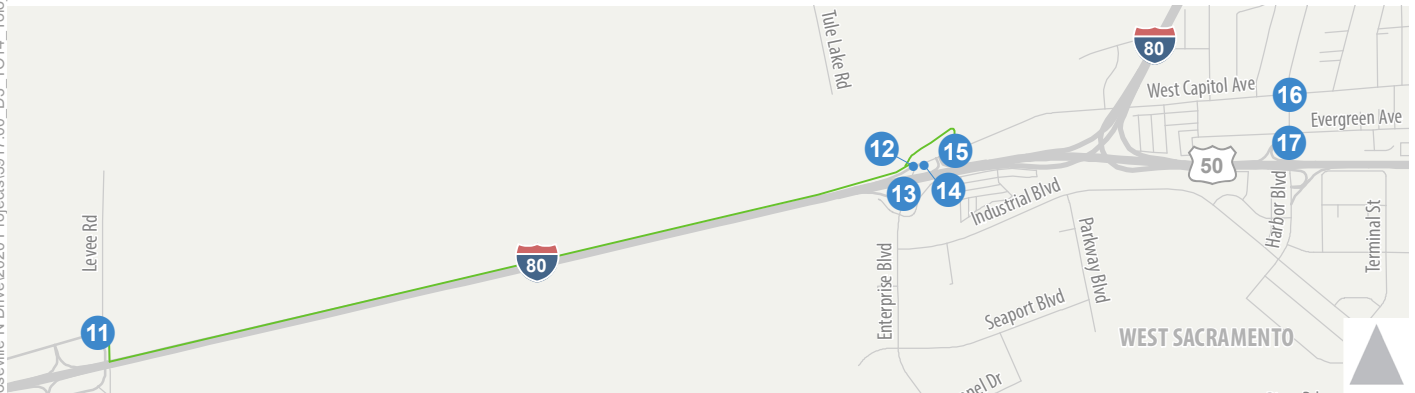 Tule Lake Rd
80
West Capitol Ave
16
Evergreen Ave
17
12
15
50
13
14
Industrial Blvd
Harbor Blvd
Terminal St
Levee Rd
80
Enterprise Blvd
Parkway Blvd
Seaport Blvd
11
WEST SACRAMENTO